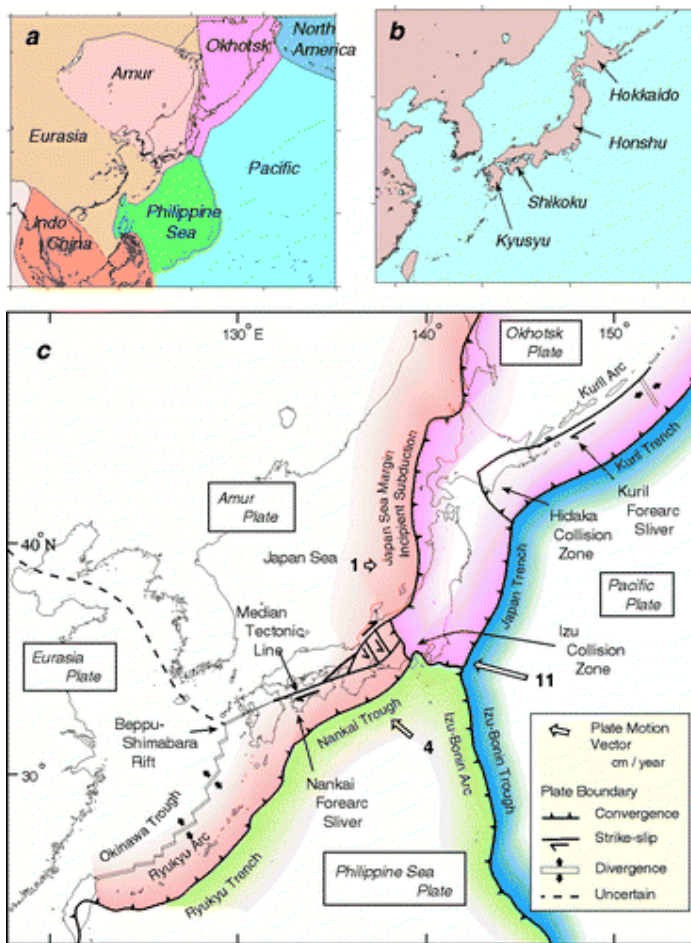 a
Okhotsk
North
America
Amur
Eurasia
Pacific
Philippine
Sea
Indo
China
b
Hokkaido
Honshu
Shikoku
Kyusyu
c
130°E
140°
150°
Okhotsk
Plate
Kuril Arc
Kuril Trench
Kuril
Forearc
Sliver
Hidaka
Collision
Zone
Japan Sea Margin
Incipient Subduction
Amur
Plate
40°N
Japan Sea
1
Japan Trench
Pacific
Plate
Median
Tectonic
Line
Izu
Collision
Zone
Eurasia
Plate
11
Beppu-
Shimabara
Rift
Nankai Trough
4
Izu-Bonin Arc
Izu-Bonin Trough
30°
Nankai
Forearc
Sliver
Okinawa Trough
Ryukyu Arc
Ryukyu Trench
Philippine Sea
Plate
Plate Motion
Vector
cm / year
Plate Boundary
Convergence
Strike-slip
Divergence
Uncertain